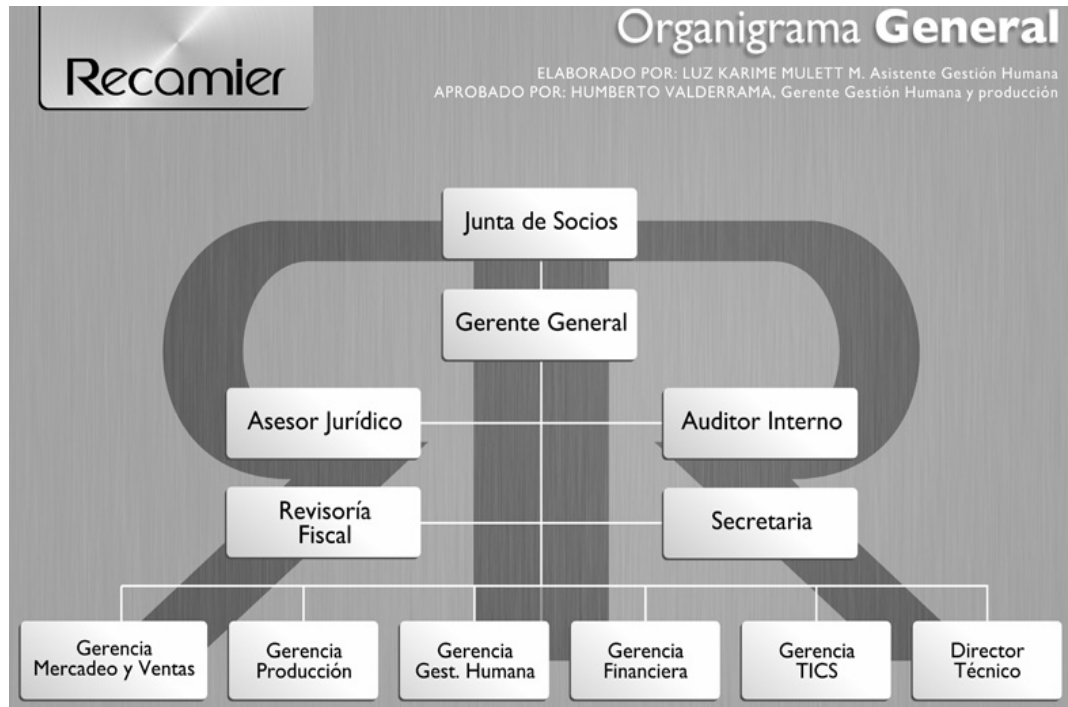 Recamier
Organigrama General
ELABORADO POR: LUZ KARIME MULETT M. Asistente Gestión Humana
APROBADO POR: HUMBERTO VALDERRAMA, Gerente Gestión Humana y producción
Junta de Socios
Gerente General
Asesor Jurídico
Auditor Interno
Revisoría
Fiscal
Secretaria
Gerencia
Mercadeo y Ventas
Gerencia
Producción
Gerencia
Gest. Humana
Gerencia
Financiera
Gerencia
TICS
Director
Técnico